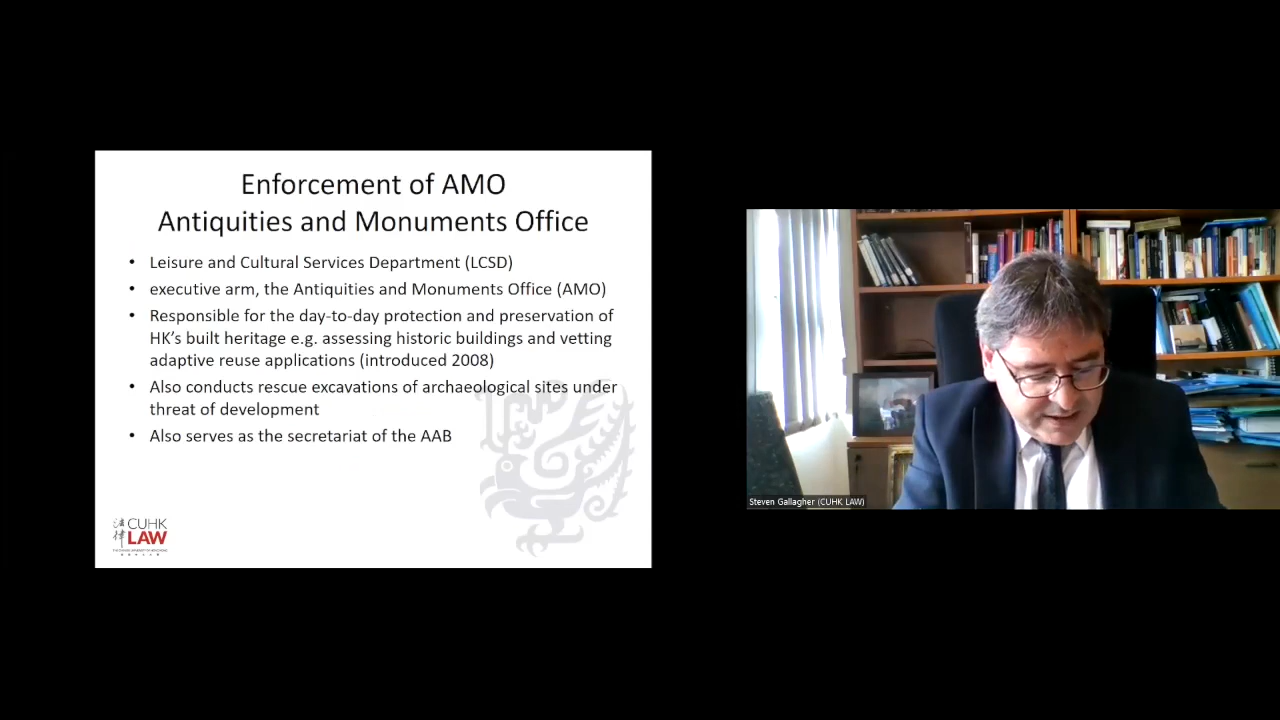 Enforcement of AMO
Antiquities and Monuments Office
• Leisure and Cultural Services Department (LCSD)
• executive arm, the Antiquities and Monuments Office (AMO)
• Responsible for the day-to-day protection and preservation of
HK’s built heritage e.g. assessing historic buildings and vetting
adaptive reuse applications (introduced 2008)
• Also conducts rescue excavations of archaeological sites under
threat of development
• Also serves as the secretariat of the AAB
法律
CUHK
LAW
Steven Gallagher (CUHK LAW)